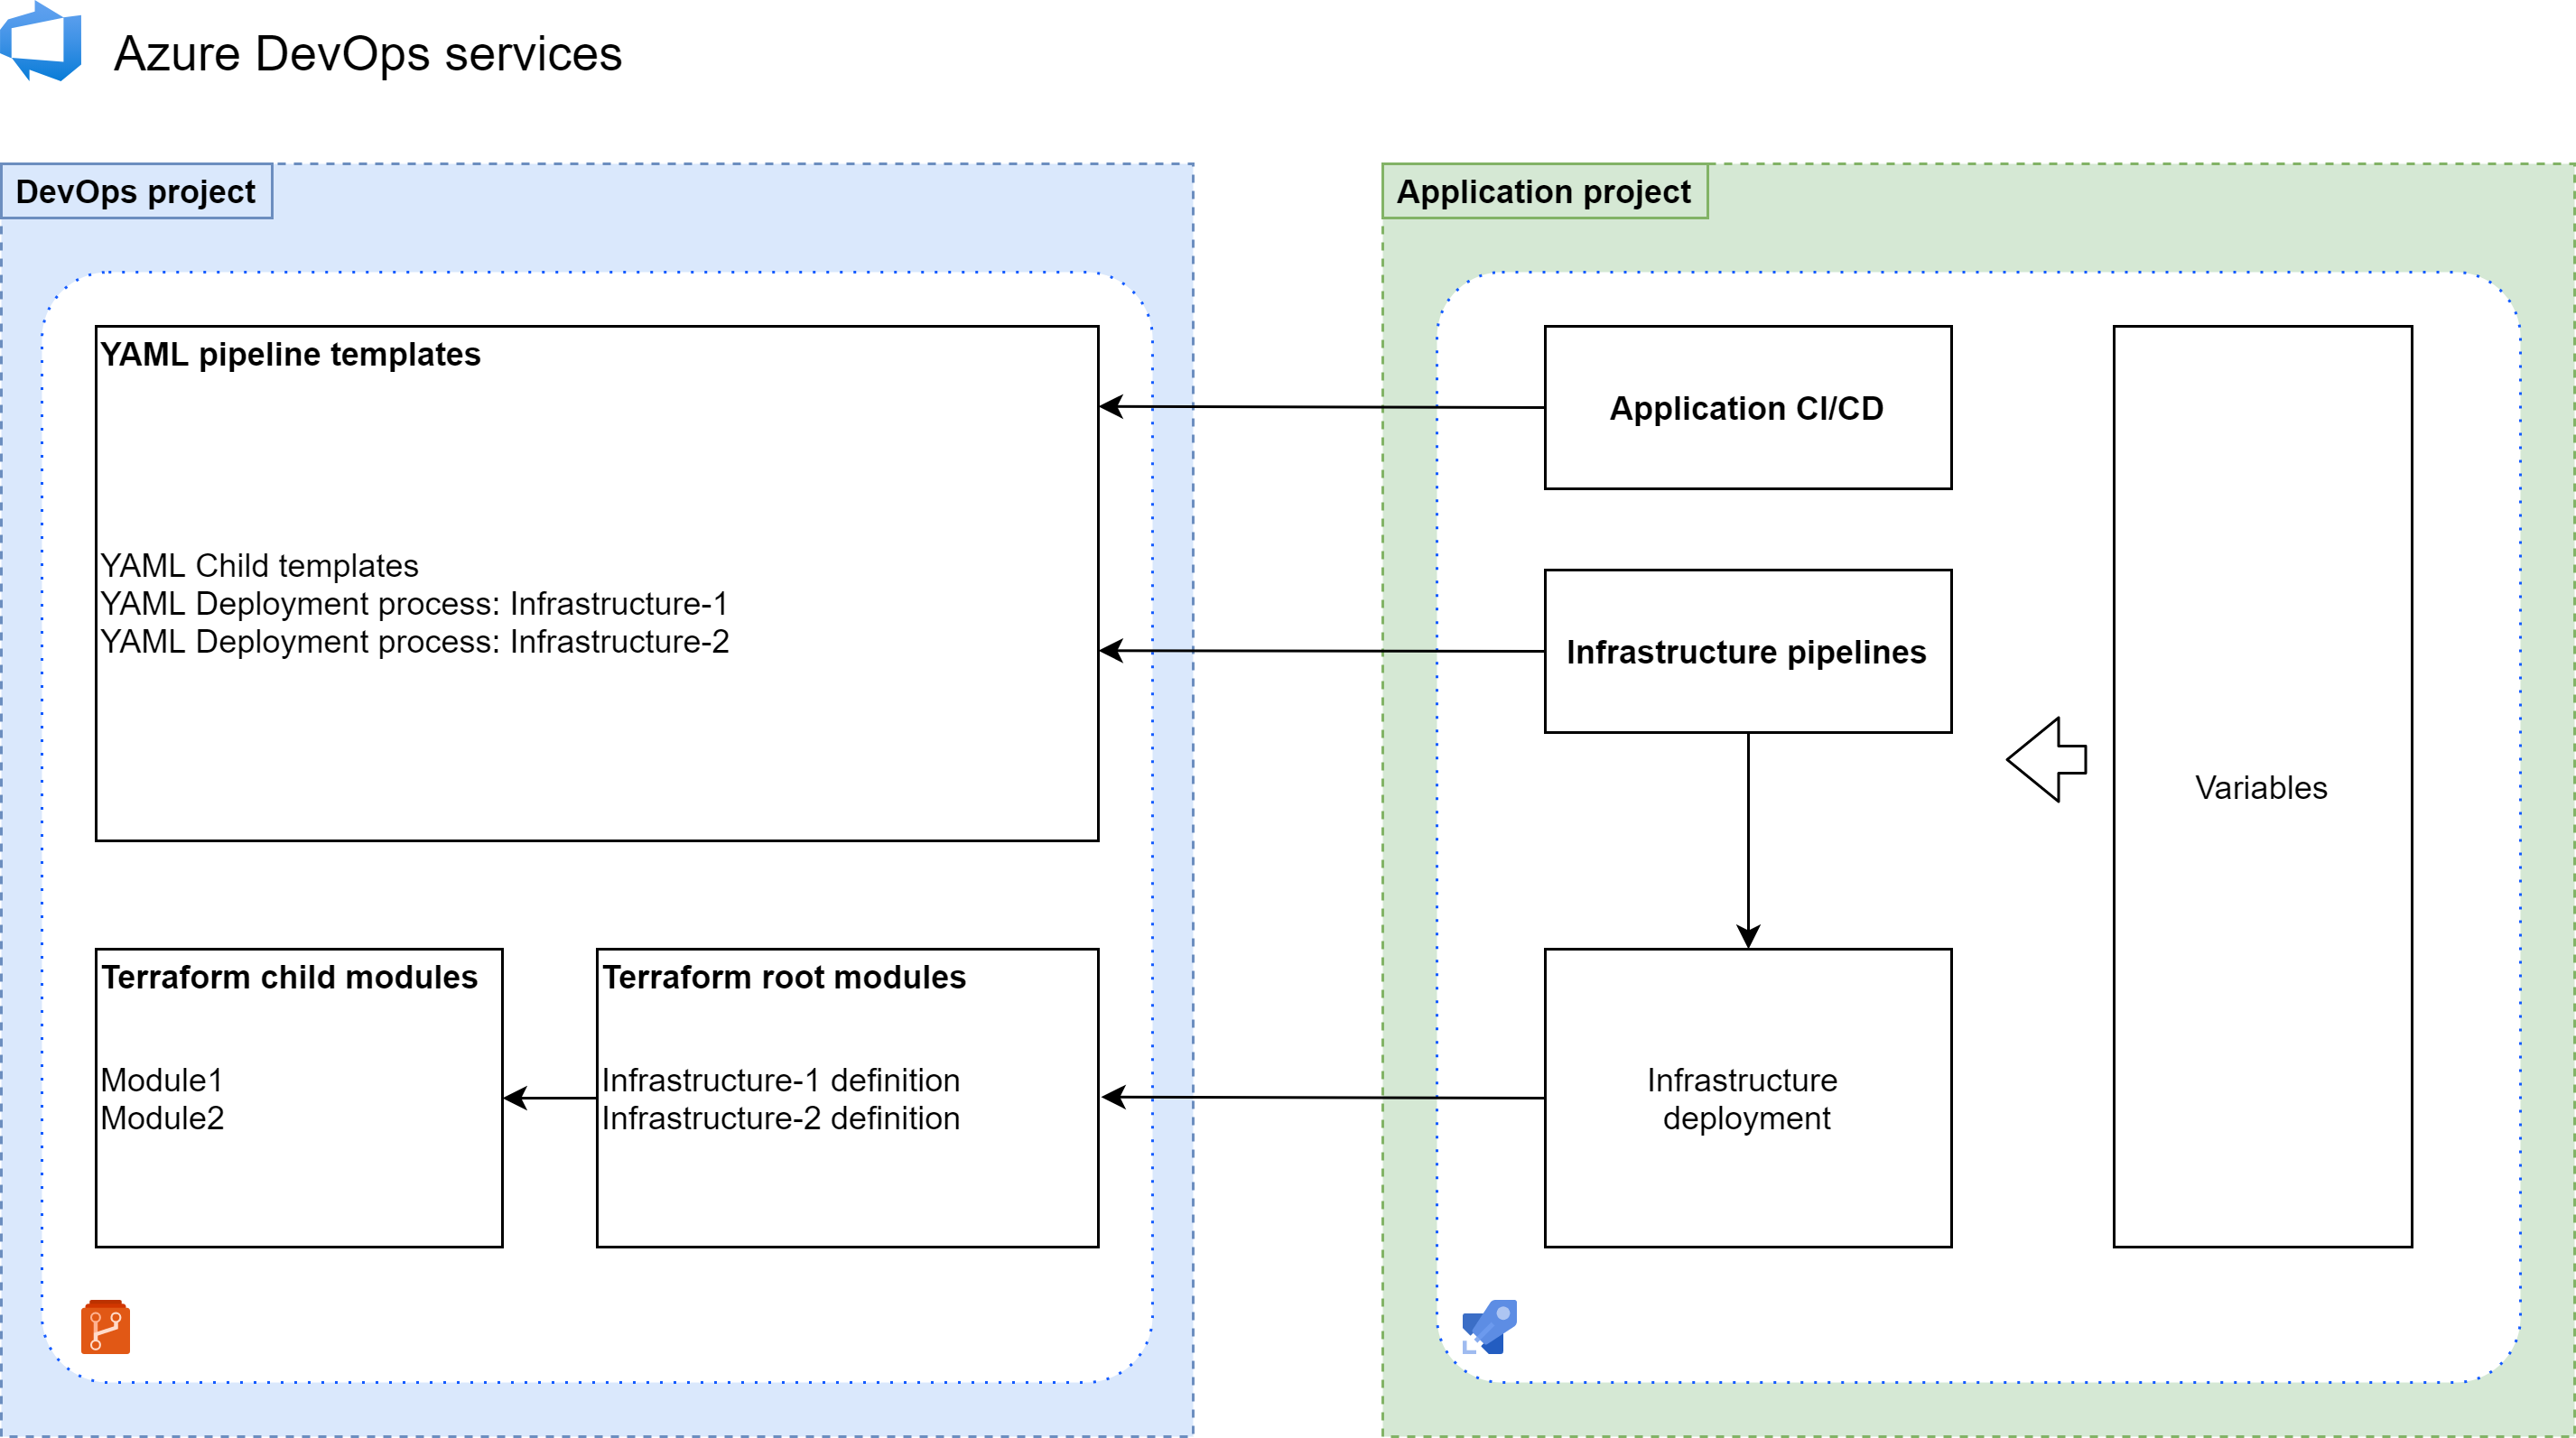 Azure DevOps services
DevOps project
YAML pipeline templates
YAML Child templates
YAML Deployment process: Infrastructure-1
YAML Deployment process: Infrastructure-2
Terraform child modules
Module1
Module2
Terraform root modules
Infrastructure-1 definition
Infrastructure-2 definition
Application project
Application CI/CD
Infrastructure pipelines
Infrastructure
deployment
Variables